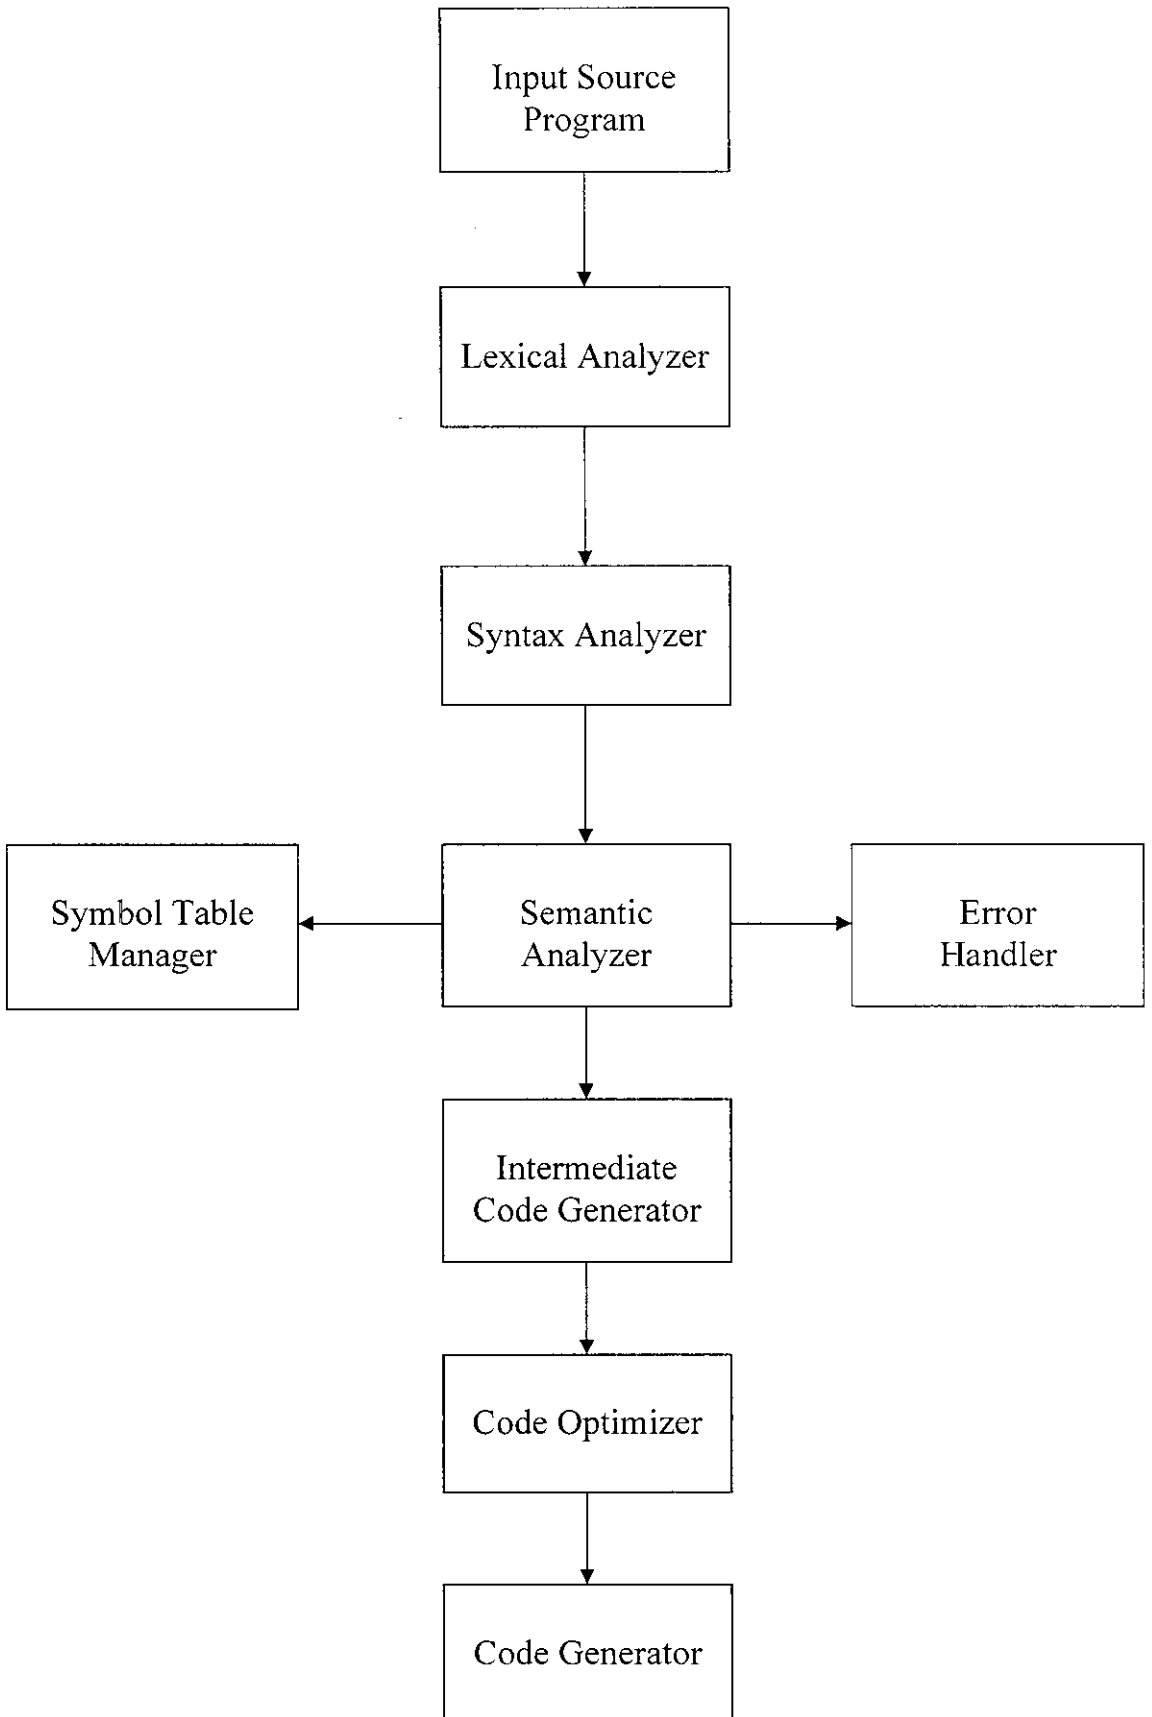 Input Source
Program
Lexical Analyzer
Syntax Analyzer
Symbol Table
Manager
Semantic
Analyzer
Error
Handler
Intermediate
Code Generator
Code Optimizer
Code Generator